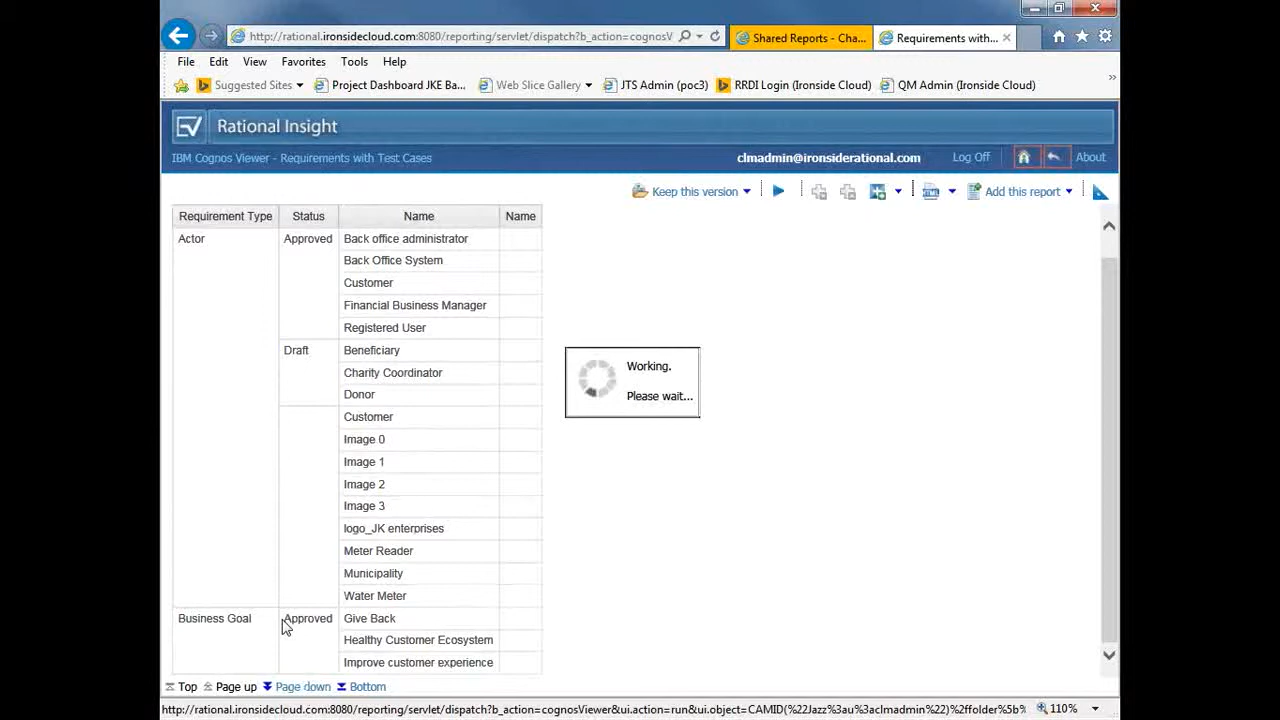 http://rational.ironsidecloud.com:8080/reporting/servlet/dispatch?b_action=cognosV
Shared Reports - Cha...
Requirements with...
File Edit View Favorites Tools Help
Suggested Sites Project Dashboard JKE Ba... Web Slice Gallery JTS Admin (poc3) RRDI Login (Ironside Cloud) QM Admin (Ironside Cloud)
Rational Insight
IBM Cognos Viewer - Requirements with Test Cases clmadmin@ironsiderational.com Log Off About
Keep this version Add this report
Requirement Type Status Name Name
Actor Approved Back office administrator
Back Office System
Customer
Financial Business Manager
Registered User
Draft Beneficiary
Charity Coordinator
Donor
Customer
Image 0
Image 1
Image 2
Image 3
logo_JK enterprises
Meter Reader
Municipality
Water Meter
Business Goal Approved Give Back
Healthy Customer Ecosystem
Improve customer experience
Working.
Please wait...
Top Page up Page down Bottom
http://rational.ironsidecloud.com:8080/reporting/servlet/dispatch?b_action=cognosViewer&ui.action=run&ui.object=CAMID(%22Jazz%3au%3aclmadmin%22)%2ffolder%5b%
110%